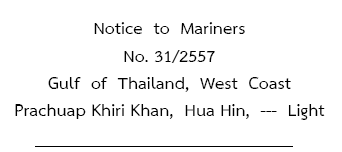 Notice to Mariners
No. 31/2557
Gulf of Thailand, West Coast
Prachuap Khiri Khan, Hua Hin, --- Light